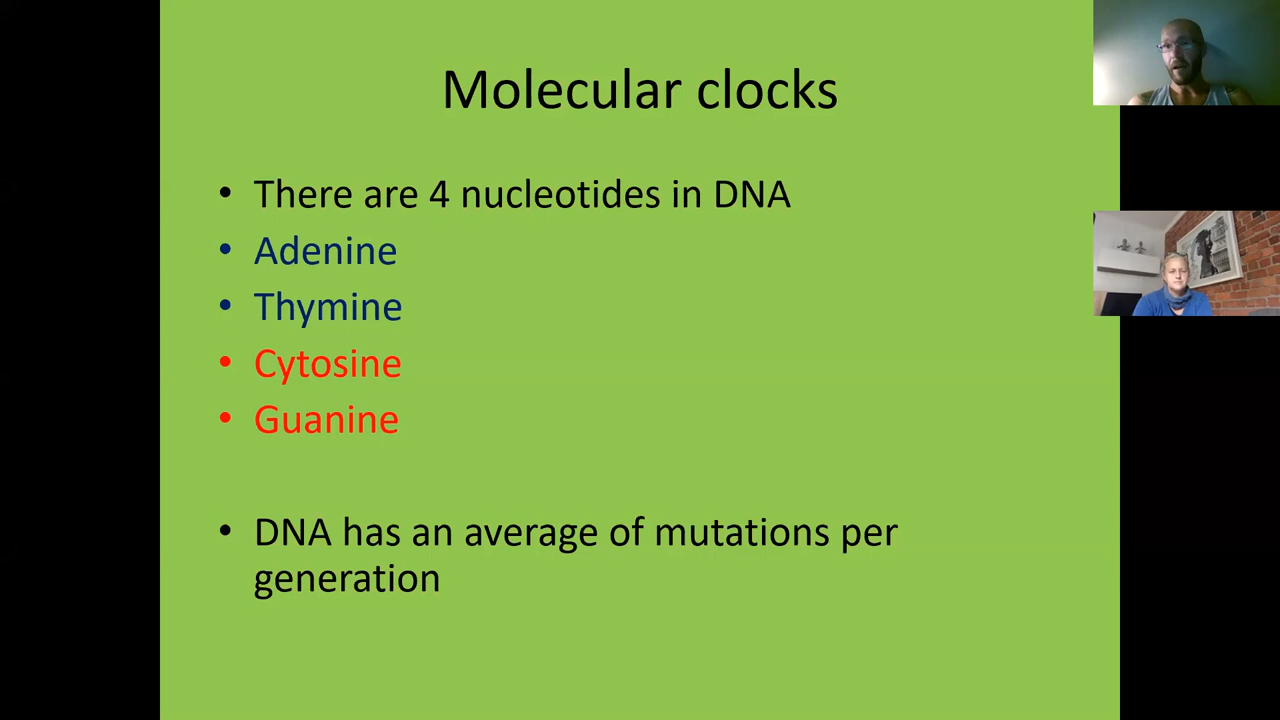 Molecular clocks
• There are 4 nucleotides in DNA
• Adenine
• Thymine
• Cytosine
• Guanine
• DNA has an average of mutations per
generation